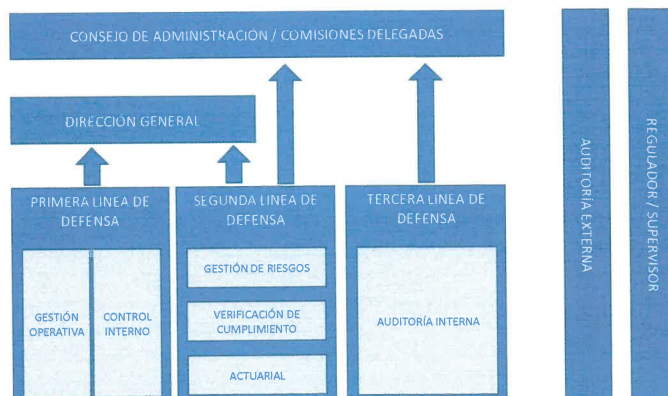 CONSEJO DE ADMINISTRACIÓN / COMISIONES DELEGADAS
DIRECCIÓN GENERAL
PRIMERA LINEA DE
DEFENSA
GESTIÓN
OPERATIVA
CONTROL
INTERNO
SEGUNDA LINEA DE
DEFENSA
GESTIÓN DE RIESGOS
VERIFICACIÓN DE
CUMPLIMIENTO
ACTUARIAL
TERCERA LINEA DE
DEFENSA
AUDITORÍA INTERNA
AUDITORÍA EXTERNA
REGULADOR / SUPERVISOR